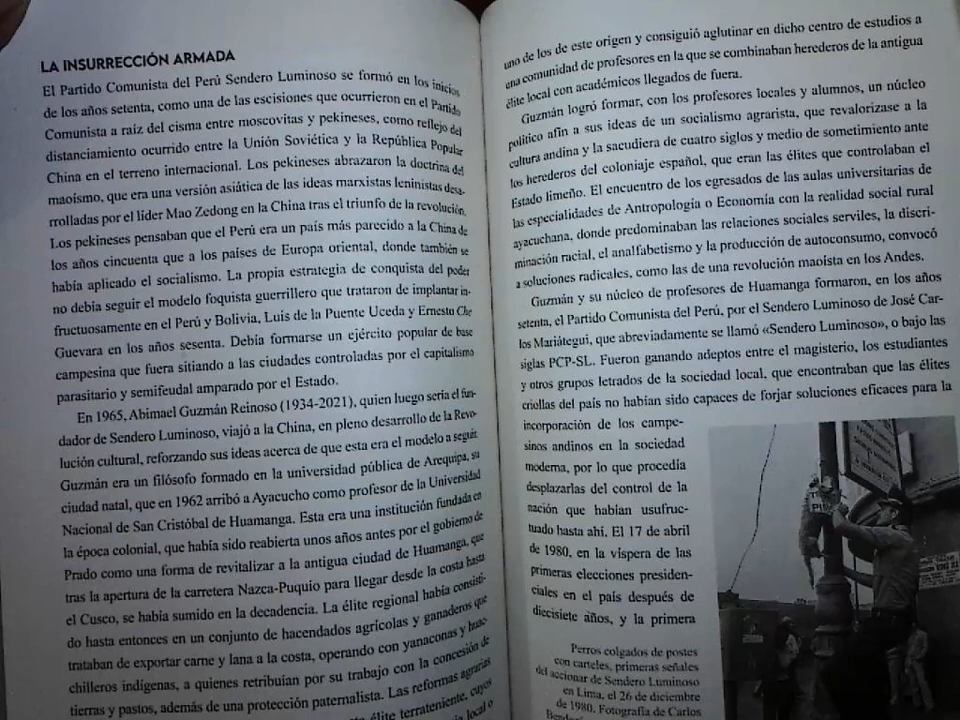 LA INSURRECCIÓN ARMADA
El Partido Comunista del Perú Sendero Luminoso se formó en los inicios
de los años setenta, como una de las escisiones que ocurrieron en el Partido
Comunista a raíz del cisma entre moscovitas y pekineses, como reflejo del
distanciamiento ocurrido entre la Unión Soviética y la República Popular
China en el terreno internacional. Los pekineses abrazaron la doctrina del
maoísmo, que era una versión asiática de las ideas marxistas leninistas desa-
rrolladas por el líder Mao Zedong en la China tras el triunfo de la revolución.
Los pekineses pensaban que el Perú era un país más parecido a la China de
los años cincuenta que a los países de Europa oriental, donde también se
había aplicado el socialismo. La propia estrategia de conquista del poder
no debía seguir el modelo foquista guerrillero que trataron de implantar in-
fructuosamente en el Perú y Bolivia, Luis de la Puente Uceda y Ernesto Che
Guevara en los años sesenta. Debía formarse un ejército popular de base
campesina que fuera sitiando a las ciudades controladas por el capitalismo
parasitario y semifeudal amparado por el Estado.
En 1965, Abimael Guzmán Reinoso (1934-2021), quien luego sería el fun-
dador de Sendero Luminoso, viajó a la China, en pleno desarrollo de la Revo-
lución cultural, reforzando sus ideas acerca de que esta era el modelo a seguir.
Guzmán era un filósofo formado en la universidad pública de Arequipa, su
ciudad natal, que en 1962 arribó a Ayacucho como profesor de la Universidad
Nacional de San Cristóbal de Huamanga. Esta era una institución fundada en
la época colonial, que había sido reabierta unos años antes por el gobierno de
Prado como una forma de revitalizar a la antigua ciudad de Huamanga, que
tras la apertura de la carretera Nazca-Puquio para llegar desde la costa hasta
el Cusco, se había sumido en la decadencia. La élite regional había consisti-
do hasta entonces en un conjunto de hacendados agrícolas y ganaderos que
trataban de exportar carne y lana a la costa, operando con yanaconas y huac-
chilleros indígenas, a quienes retribuían por su trabajo con la concesión de
tierras y pastos, además de una protección paternalista. Las reformas agrarias
élite terrateniente, cuyos
local o
uno de los de este origen y consiguió aglutinar en dicho centro de estudios a
una comunidad de profesores en la que se combinaban herederos de la antigua
élite local con académicos llegados de fuera.
Guzmán logró formar, con los profesores locales y alumnos, un núcleo
político afín a sus ideas de un socialismo agrarista, que revalorizase a la
cultura andina y la sacudiera de cuatro siglos y medio de sometimiento ante
los herederos del coloniaje español, que eran las élites que controlaban el
Estado limeño. El encuentro de los egresados de las aulas universitarias de
las especialidades de Antropología o Economía con la realidad social rural
ayacuchana, donde predominaban las relaciones sociales serviles, la discri-
minación racial, el analfabetismo y la producción de autoconsumo, convocó
a soluciones radicales, como las de una revolución maoísta en los Andes.
Guzmán y su núcleo de profesores de Huamanga formaron, en los años
setenta, el Partido Comunista del Perú, por el Sendero Luminoso de José Car-
los Mariátegui, que abreviadamente se llamó «Sendero Luminoso», o bajo las
siglas PCP-SL. Fueron ganando adeptos entre el magisterio, los estudiantes
y otros grupos letrados de la sociedad local, que encontraban que las élites
criollas del país no habían sido capaces de forjar soluciones eficaces para la
incorporación de los campe-
sinos andinos en la sociedad
moderna, por lo que procedía
desplazarlas del control de la
nación que habían usufruc-
tuado hasta ahí. El 17 de abril
de 1980, en la víspera de las
primeras elecciones presiden-
ciales en el país después de
diecisiete años, y la primera
Perros colgados de postes
con carteles, primeras señales
del accionar de Sendero Luminoso
en Lima, el 26 de diciembre
de 1980. Fotografía de Carlos